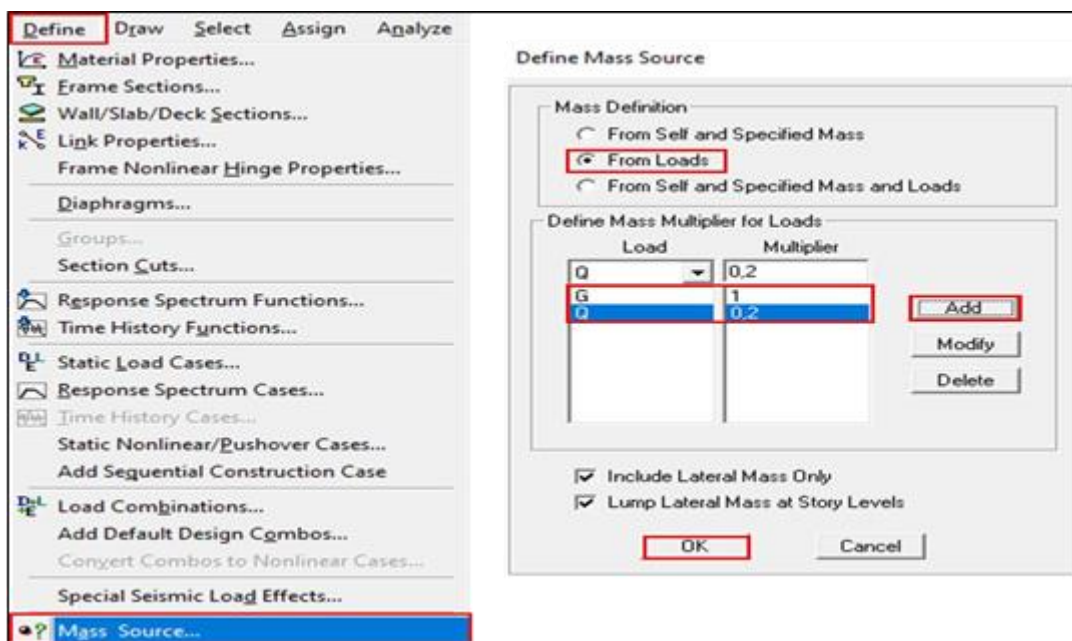 Define Draw Select Assign Analyze
Material Properties...
Frame Sections...
Wall/Slab/Deck Sections...
Link Properties...
Frame Nonlinear Hinge Properties...
Diaphragms...
Groups...
Section Cuts...
Response Spectrum Functions...
Time History Functions...
Static Load Cases...
Response Spectrum Cases...
Time History Cases...
Static Nonlinear/Pushover Cases...
Add Sequential Construction Case
Load Combinations...
Add Default Design Combos...
Convert Combos to Nonlinear Cases...
Special Seismic Load Effects...
Mass Source...
Define Mass Source
Mass Definition
From Self and Specified Mass
From Loads
From Self and Specified Mass and Loads
Define Mass Multiplier for Loads
Load Multiplier
Q 0,2
G 1
Q 0,2
Add
Modify
Delete
Include Lateral Mass Only
Lump Lateral Mass at Story Levels
OK Cancel